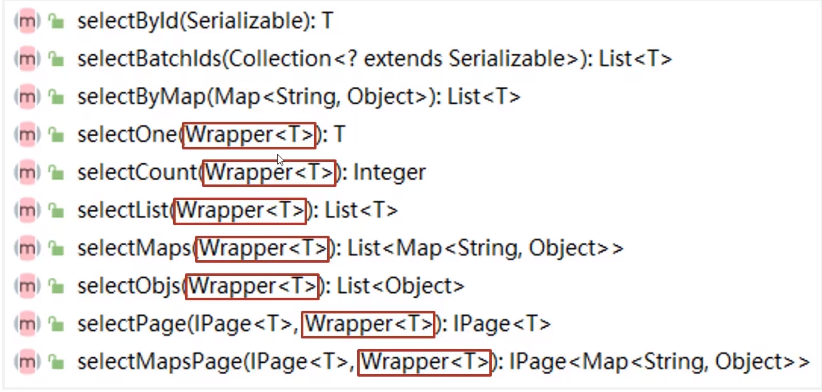 m selectById(Serializable): T
m selectBatchIds(Collection<? extends Serializable>): List<T>
m selectByMap(Map<String, Object>): List<T>
m selectOne(Wrapper<T>): T
m selectCount(Wrapper<T>): Integer
m selectList(Wrapper<T>): List<T>
m selectMaps(Wrapper<T>): List<Map<String, Object>>
m selectObjs(Wrapper<T>): List<Object>
m selectPage(IPage<T>, Wrapper<T>): IPage<T>
m selectMapsPage(IPage<T>, Wrapper<T>): IPage<Map<String, Object>>